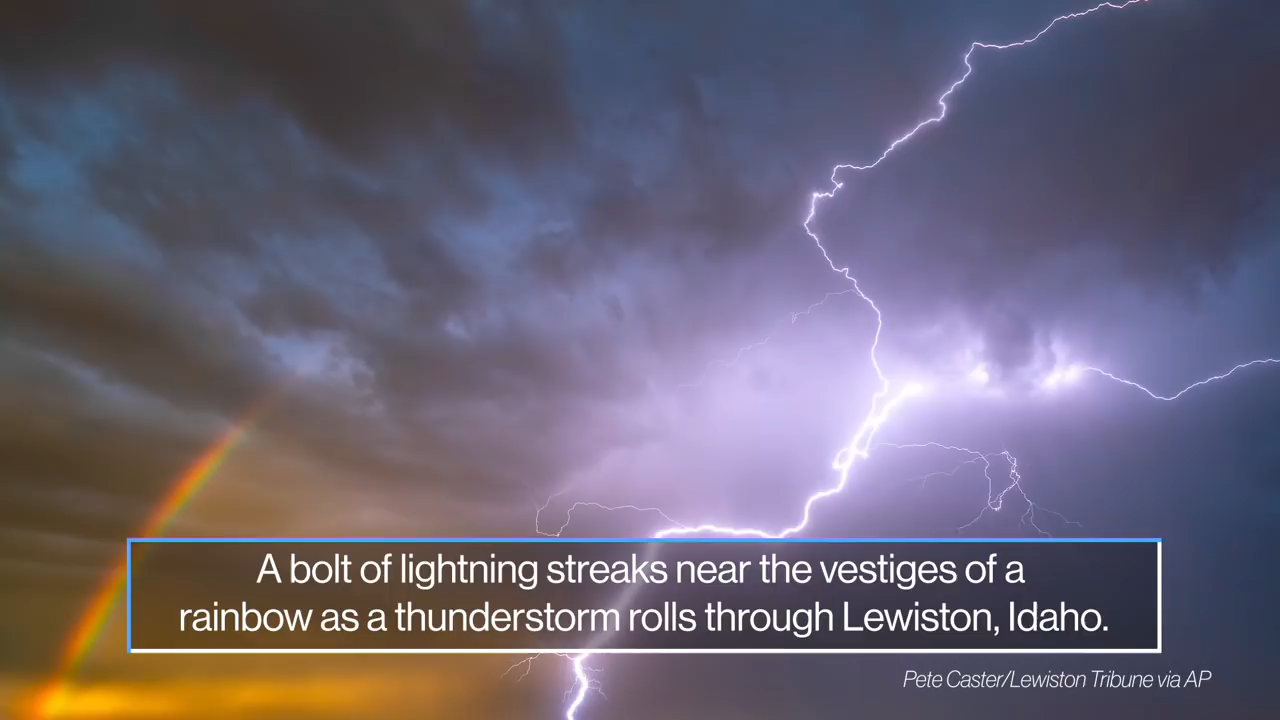 A bolt of lightning streaks near the vestiges of a
rainbow as a thunderstorm rolls through Lewiston, Idaho.
Pete Caster/Lewiston Tribune via AP